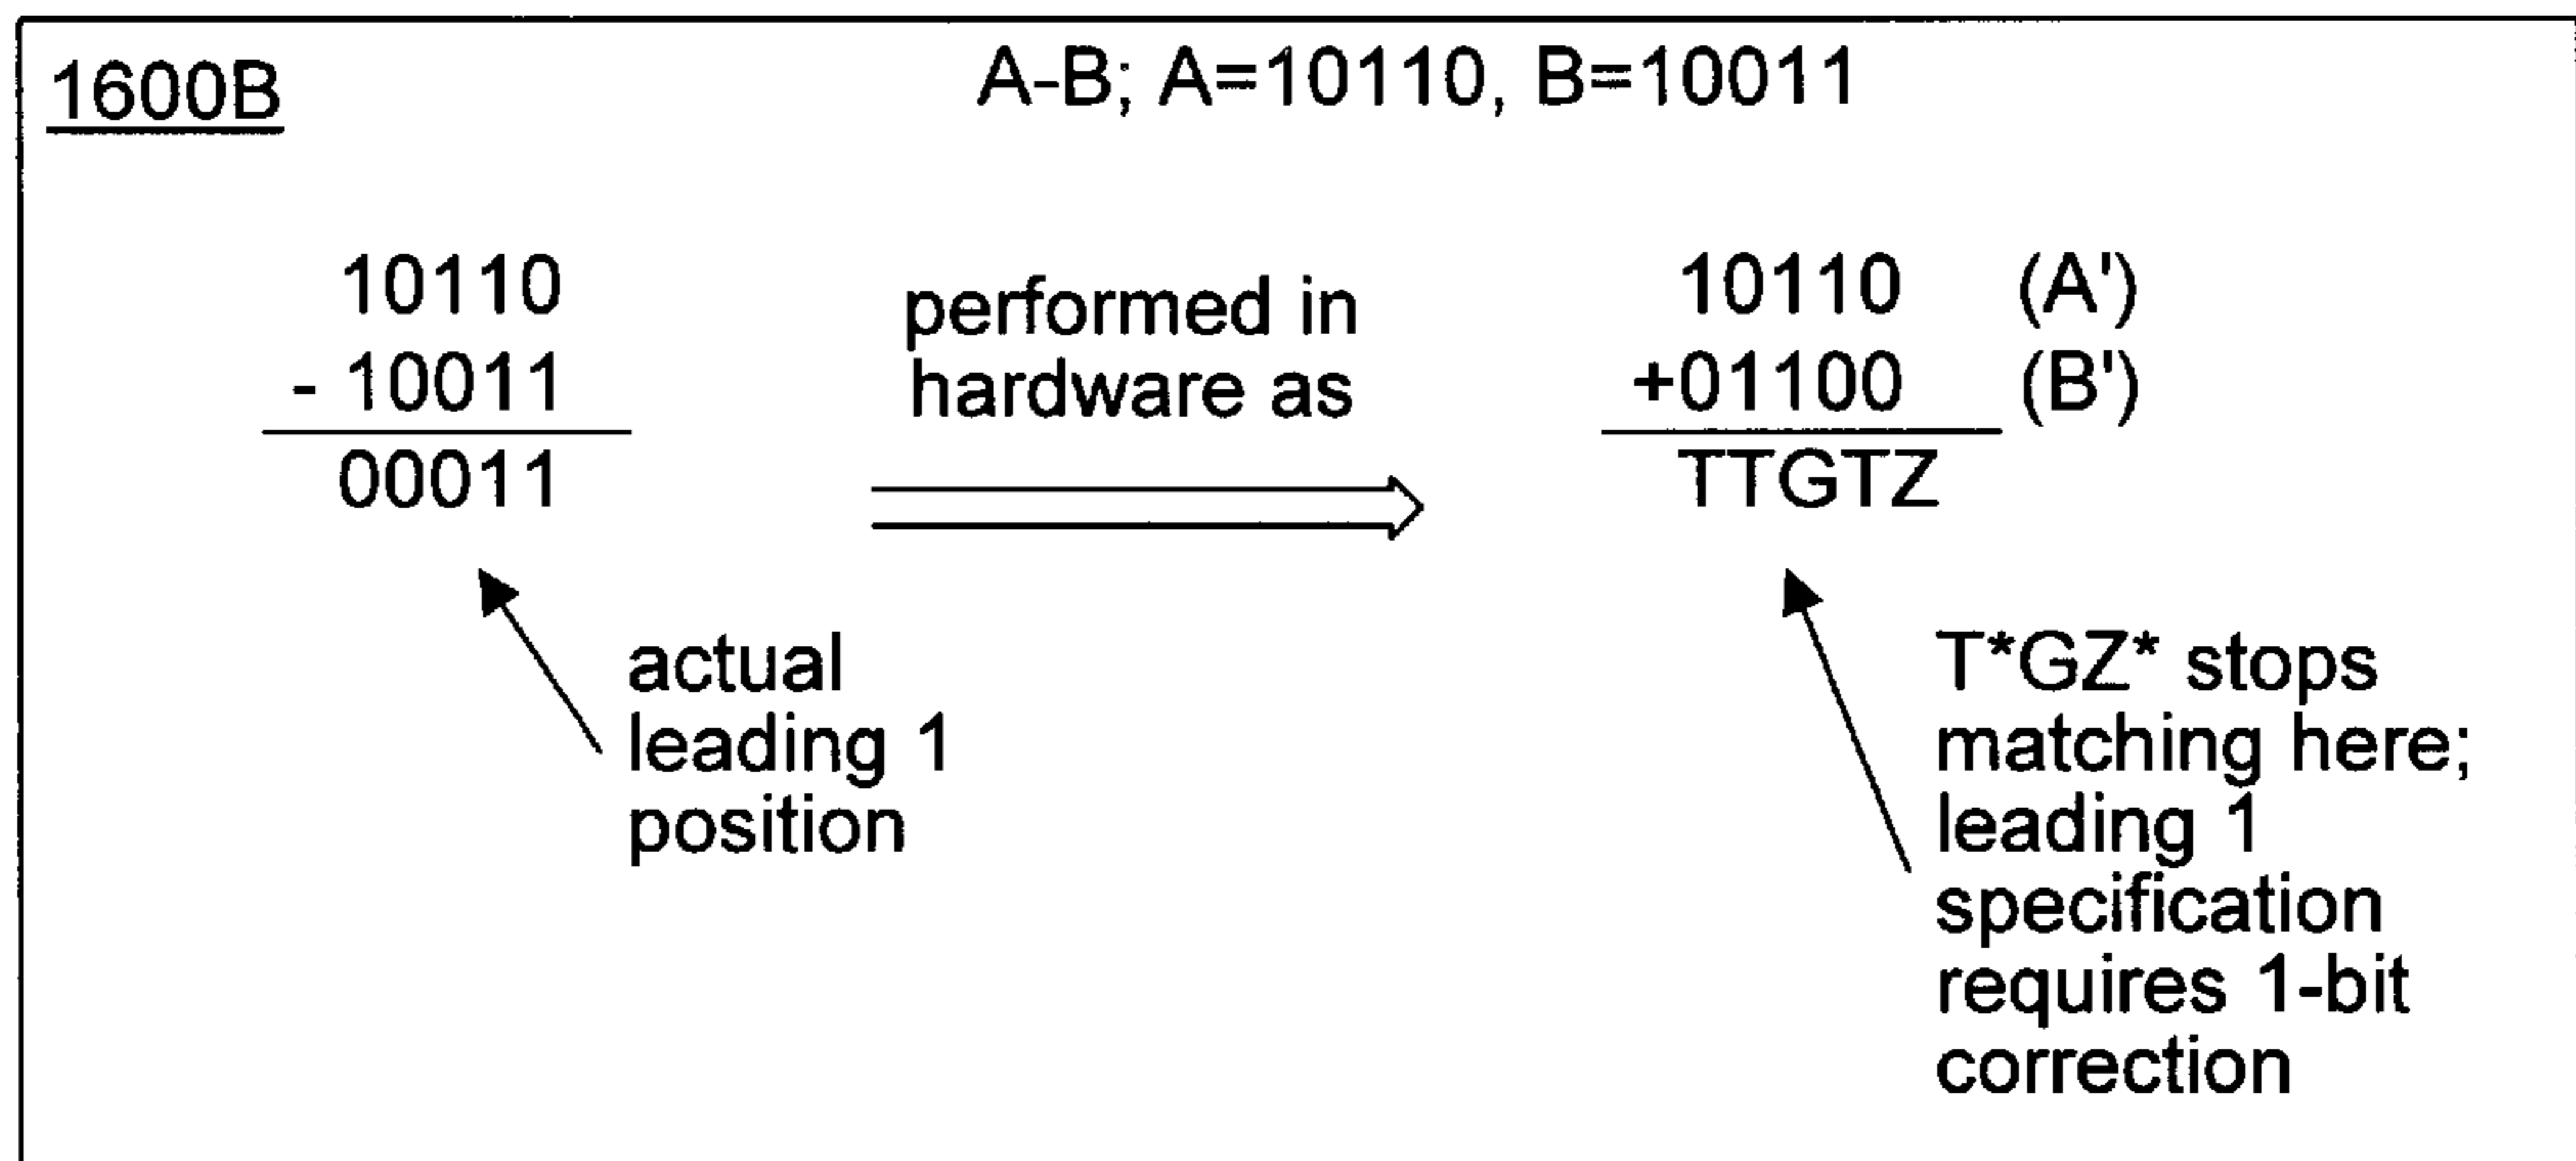 1600B
A-B; A=10110, B=10011
10110
- 10011
00011
performed in
hardware as
10110 (A')
+01100 (B')
TTGTZ
actual
leading 1
position
T*GZ* stops
matching here;
leading 1
specification
requires 1-bit
correction